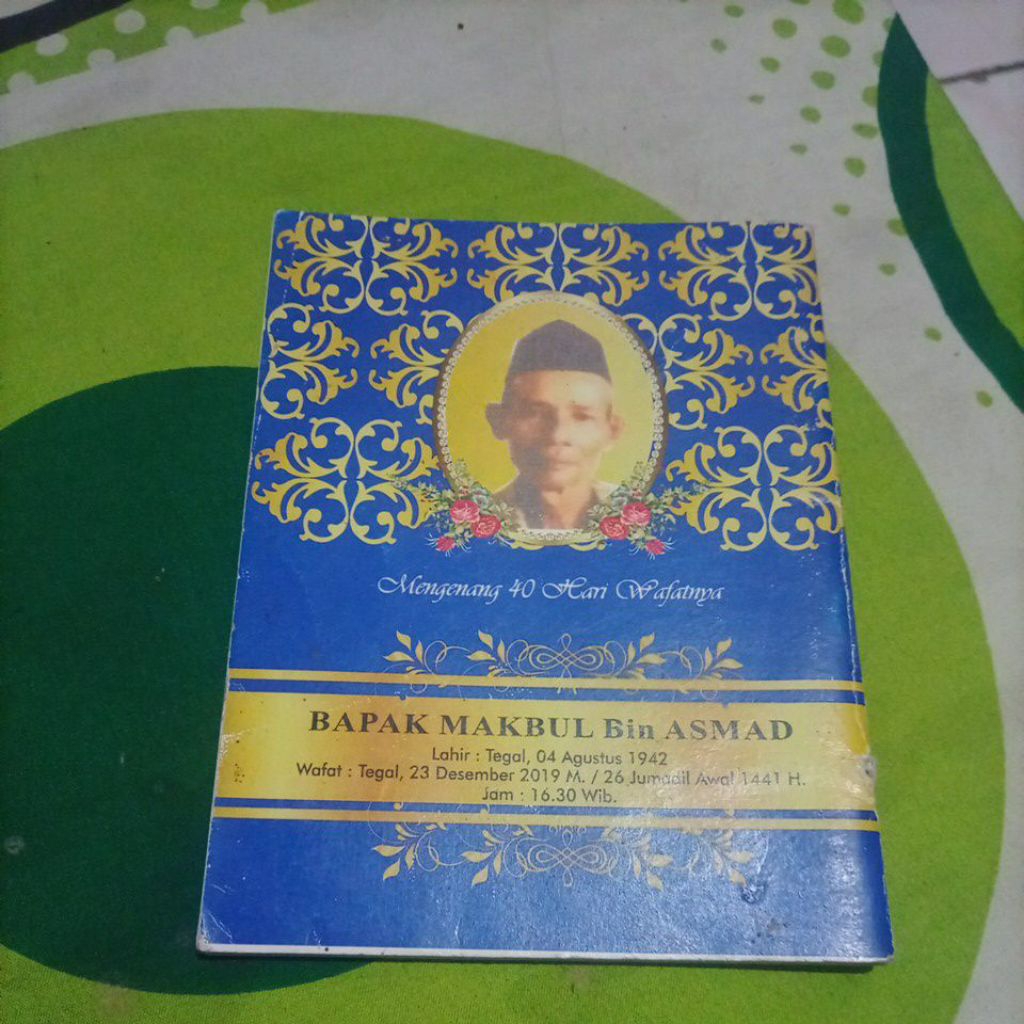 Mengenang 40 Hari Wafatnya
BAPAK MAKBUL Bin ASMAD
Lahir : Tegal, 04 Agustus 1942
Wafat : Tegal, 23 Desember 2019 M. / 26 Jumadil Awal 1441 H.
Jam : 16.30 Wib.